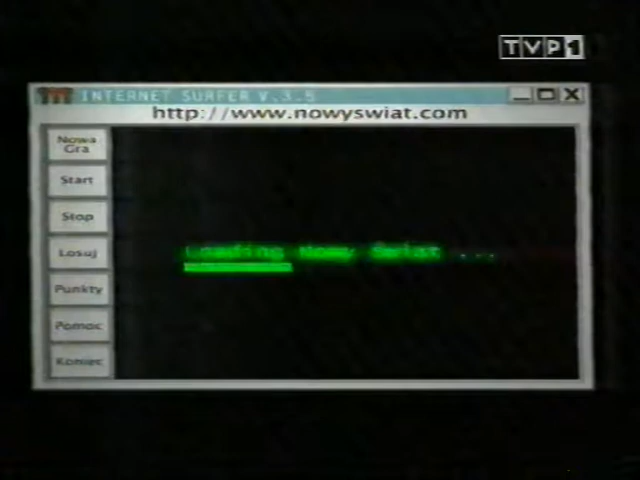 TVP1
INTERNET SURFER V.3.5
http://www.nowyswiat.com
Nowa
Gra
Start
Stop
Losuj
Punkty
Pomoc
Koniec
Loading Nowy Swiat ...